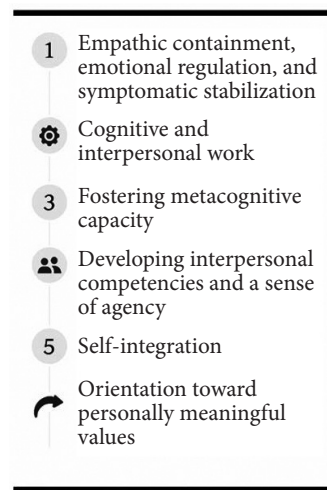 1 Empathic containment,
emotional regulation, and
symptomatic stabilization
Cognitive and
interpersonal work
3 Fostering metacognitive
capacity
Developing interpersonal
competencies and a sense
of agency
5 Self-integration
Orientation toward
personally meaningful
values